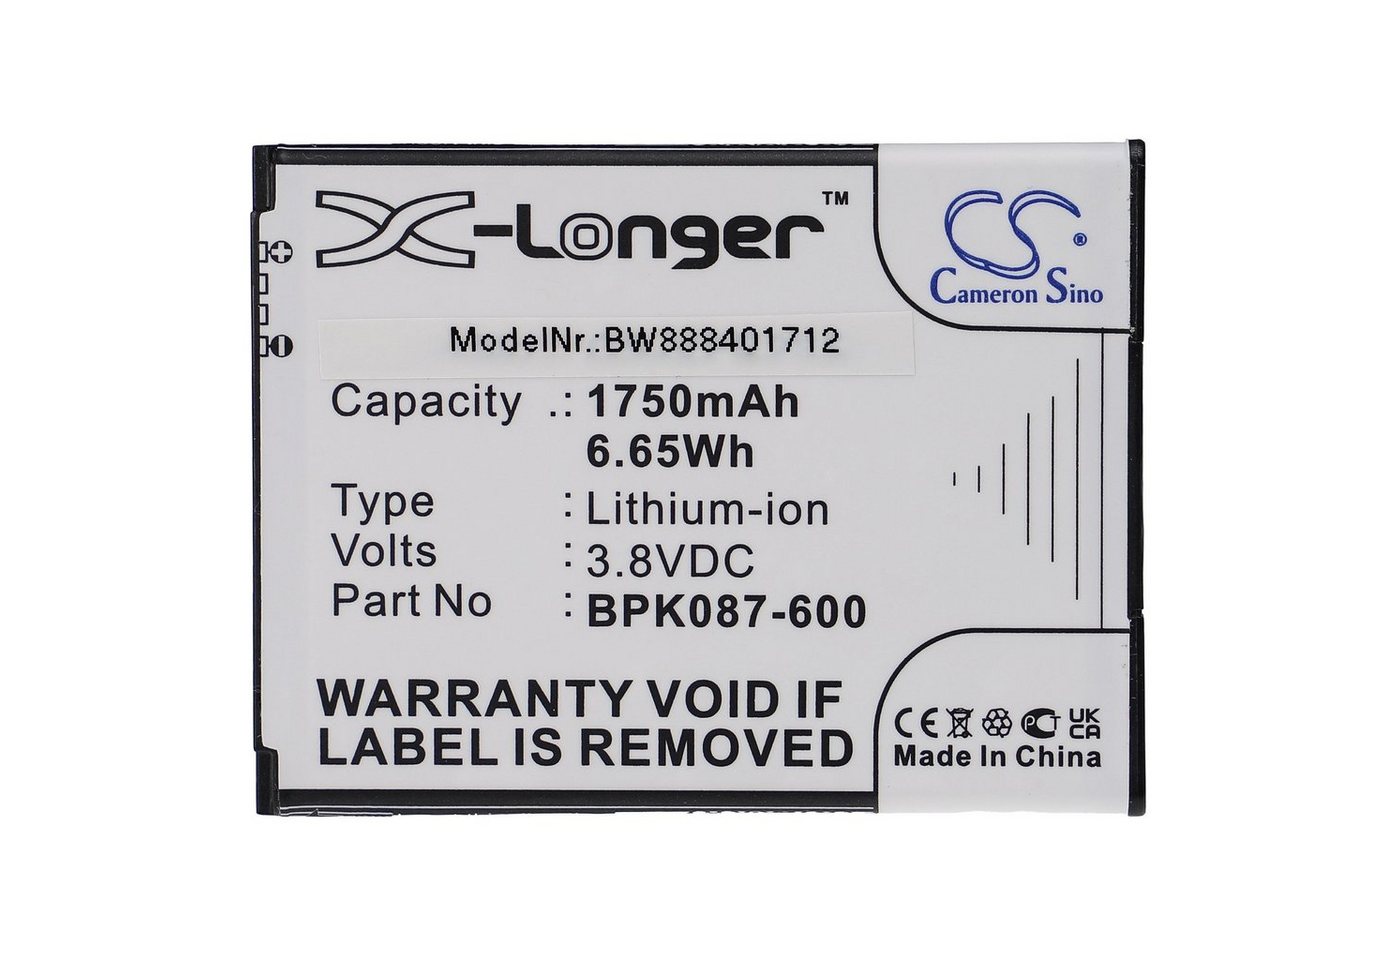 X-Longer™
CS®
Cameron Sino
ModelNr.:BW888401712
Capacity .: 1750mAh
6.65Wh
Type : Lithium-ion
Volts : 3.8VDC
Part No : BPK087-600
WARRANTY VOID IF
LABEL IS REMOVED
CE PCT UK CA
Made In China